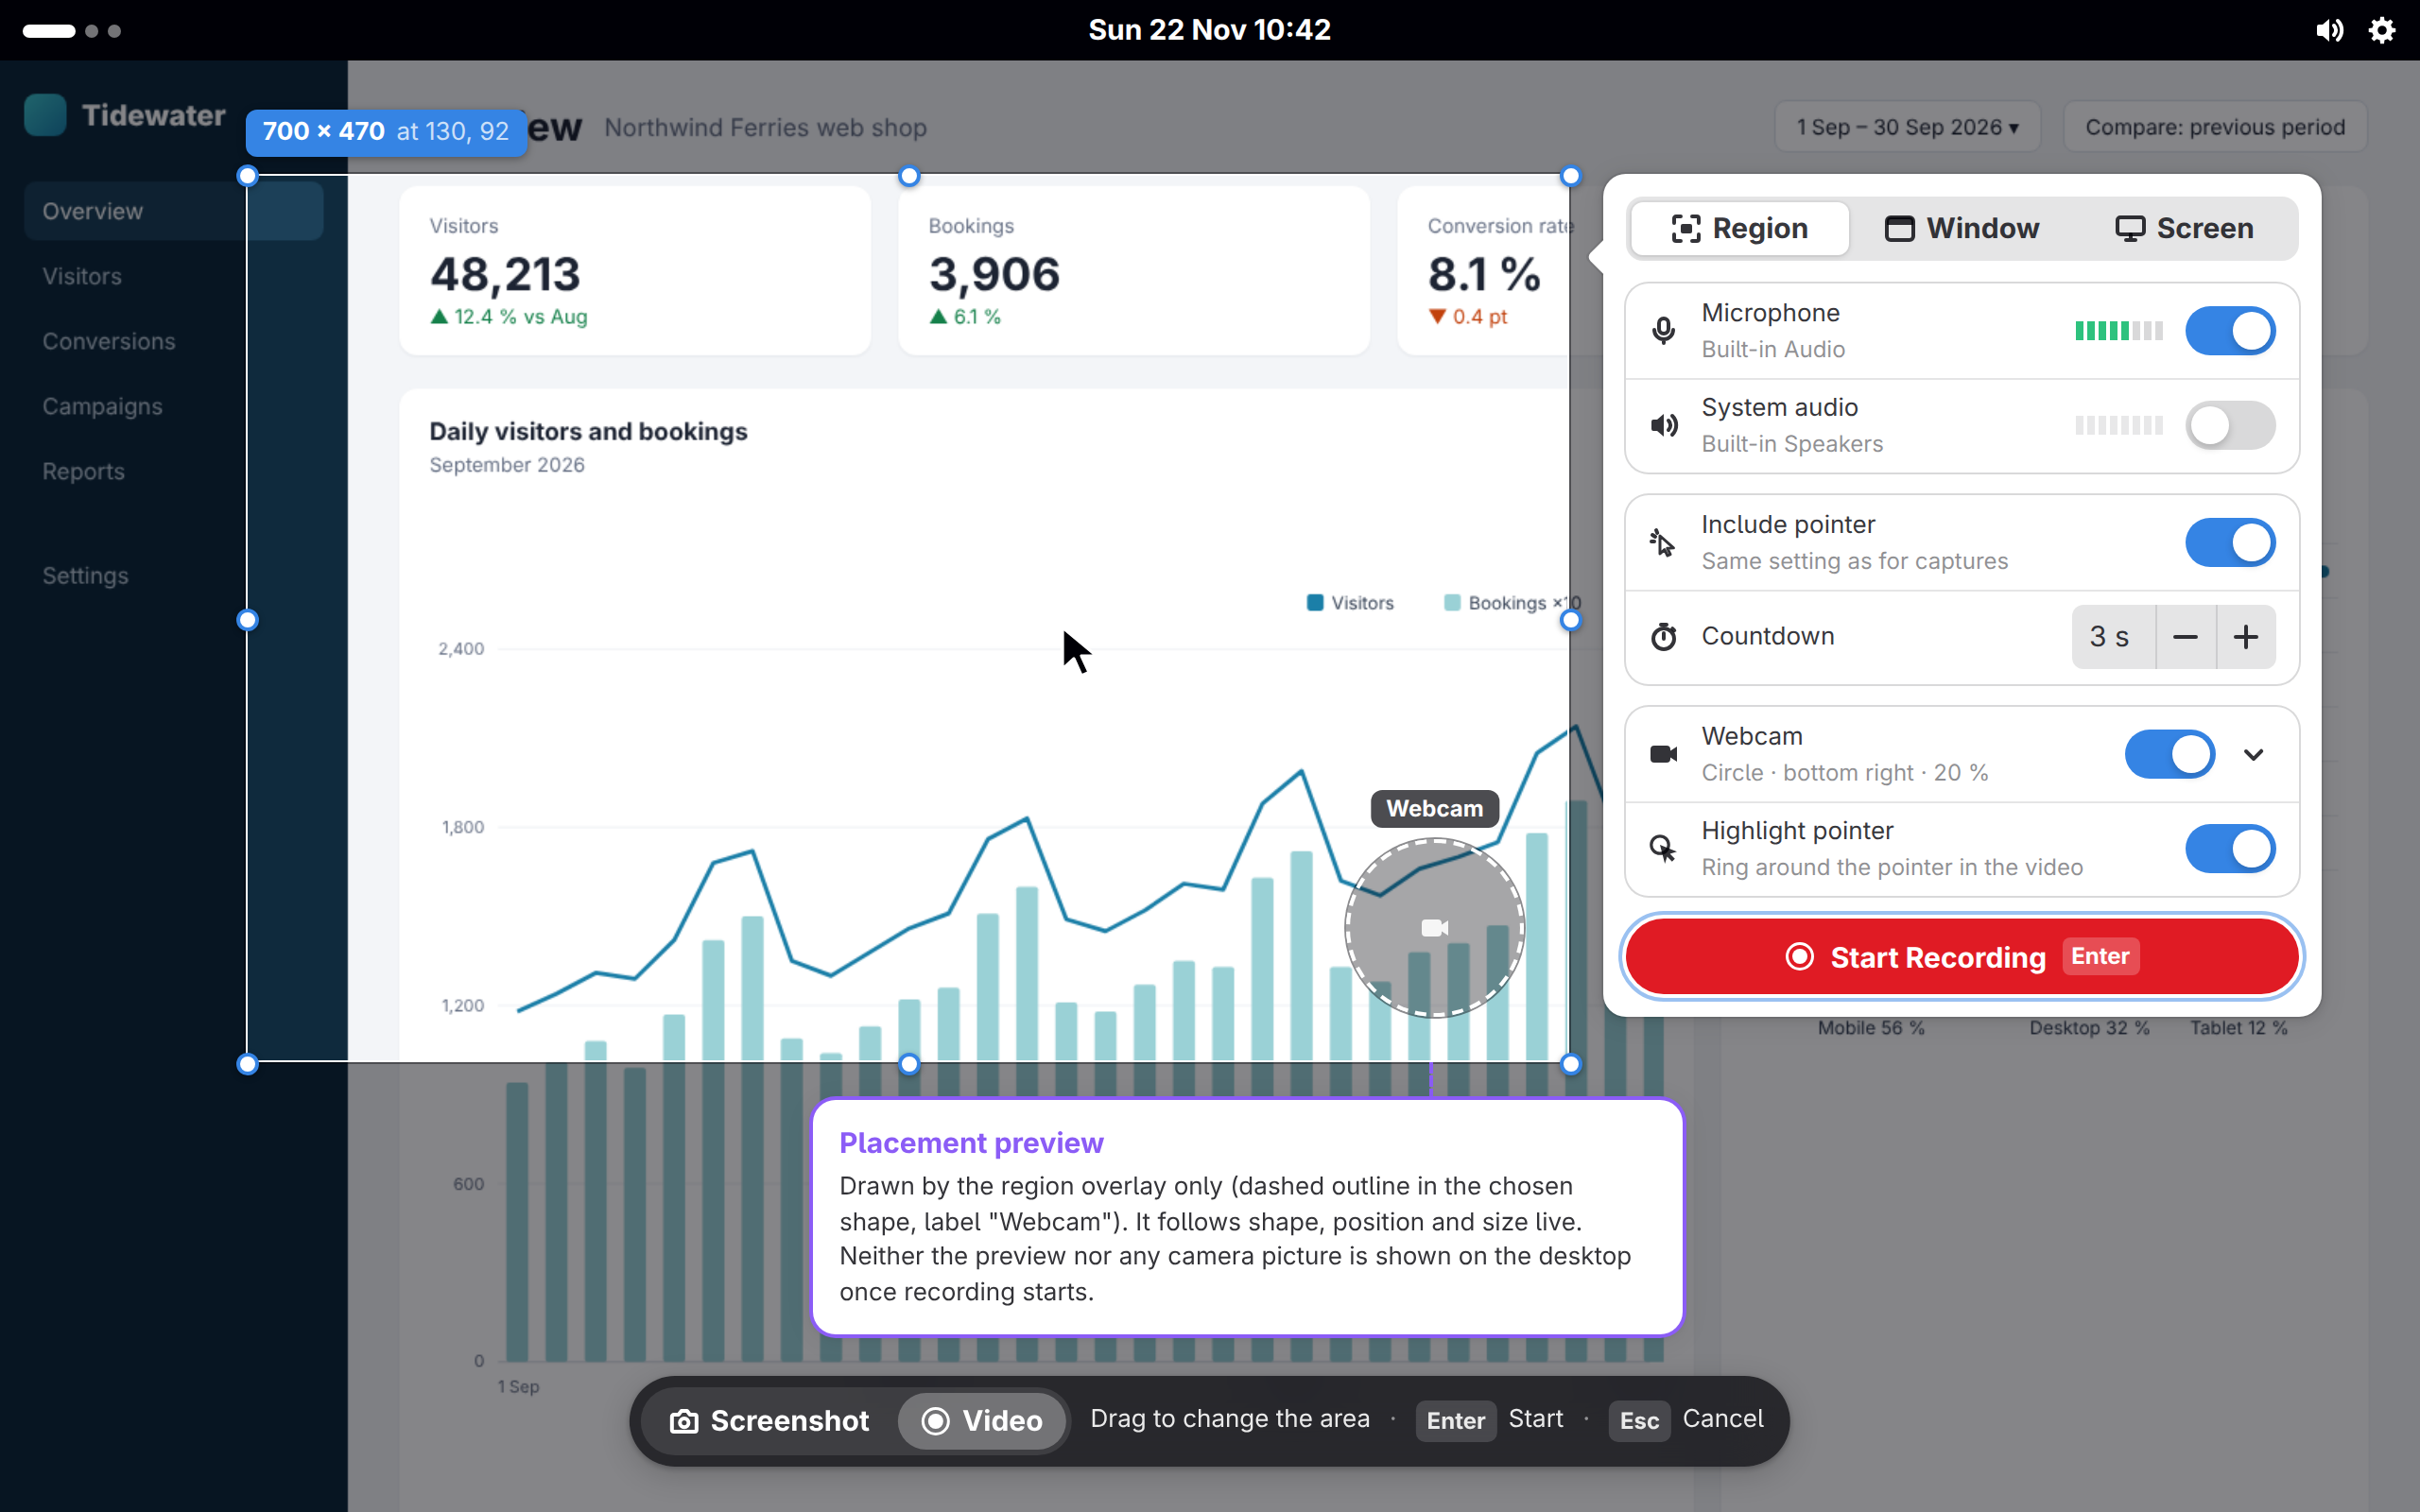 Sun 22 Nov 10:42
Tidewater
700 × 470 at 130, 92
ew
Northwind Ferries web shop
1 Sep – 30 Sep 2026 ▾
Compare: previous period
Overview
Visitors
Conversions
Campaigns
Reports
Settings
Visitors
48,213
▲ 12.4 % vs Aug
Bookings
3,906
▲ 6.1 %
Conversion rate
8.1 %
▼ 0.4 pt
Daily visitors and bookings
September 2026
Visitors
Bookings ×10
2,400
1,800
1,200
600
0
1 Sep
Webcam
Region
Window
Screen
Microphone
Built-in Audio
System audio
Built-in Speakers
Include pointer
Same setting as for captures
Countdown
3 s
Webcam
Circle · bottom right · 20 %
Highlight pointer
Ring around the pointer in the video
Start Recording Enter
Mobile 56 %
Desktop 32 %
Tablet 12 %
Placement preview
Drawn by the region overlay only (dashed outline in the chosen
shape, label "Webcam"). It follows shape, position and size live.
Neither the preview nor any camera picture is shown on the desktop
once recording starts.
Screenshot
Video
Drag to change the area · Enter Start · Esc Cancel